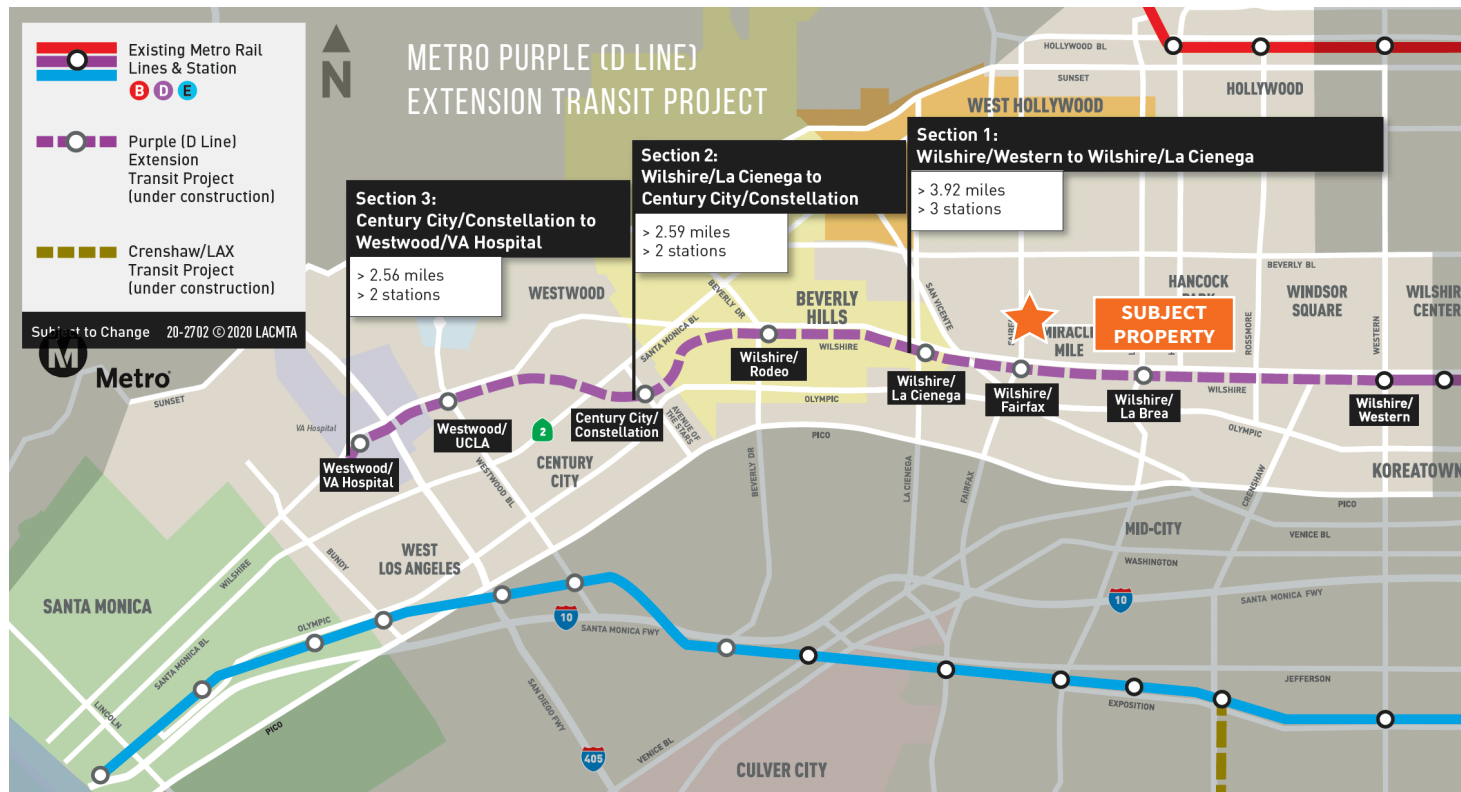 Existing Metro Rail
Lines & Station
B D E
Purple (D Line)
Extension
Transit Project
(under construction)
Crenshaw/LAX
Transit Project
(under construction)
Subject to Change 20-2702 © 2020 LACMTA
M
Metro
N
METRO PURPLE (D LINE)
EXTENSION TRANSIT PROJECT
Section 3:
Century City/Constellation to
Westwood/VA Hospital
> 2.56 miles
> 2 stations
Section 2:
Wilshire/La Cienega to
Century City/Constellation
> 2.59 miles
> 2 stations
Section 1:
Wilshire/Western to Wilshire/La Cienega
> 3.92 miles
> 3 stations
HOLLYWOOD BL
SUNSET
HOLLYWOOD
WEST HOLLYWOOD
BEVERLY BL
HANCOCK
WINDSOR
SQUARE
WILSHIRE
CENTER
WESTWOOD
BEVERLY DR
SANTA MONICA BL
BEVERLY
HILLS
SAN VICENTE
MIRACLE
MILE
SUBJECT
PROPERTY
ROSSMORE
WESTERN
WILSHIRE
WILSHIRE
Wilshire/
Rodeo
Wilshire/
La Cienega
Wilshire/
Fairfax
Wilshire/
La Brea
Wilshire/
Western
Century City/
Constellation
Westwood/
UCLA
Westwood/
VA Hospital
VA Hospital
SUNSET
2
AVENUE OF
THE STARS
OLYMPIC
OLYMPIC
PICO
PICO
KOREATOWN
CENTURY
CITY
WESTWOOD BL
BEVERLY DR
LA CIENEGA
FAIRFAX
CRENSHAW
MID-CITY
VENICE BL
WASHINGTON
WEST
LOS ANGELES
BUNDY
WILSHIRE
SANTA MONICA
OLYMPIC
SANTA MONICA BL
LINCOLN
PICO
10
SANTA MONICA FWY
10
SANTA MONICA FWY
SAN DIEGO FWY
405
VENICE BL
CULVER CITY
EXPOSITION
JEFFERSON